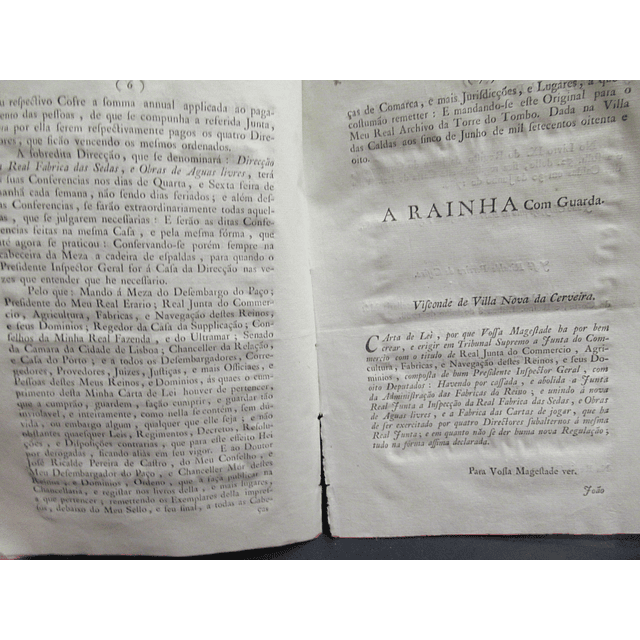 ( 6 )
respectivo Cofre a somma annual applicada ao paga-
das pessoas, de que se compunha a referida Junta,
por ella serem respectivamente pagos os quatro Dire-
ores, que ficão vencendo os mesmos ordenados.
A sobredita Direcção, que se denominará: Direcção
Real Fabrica das Sedas, e Obras de Aguas livres, terá
suas Conferencias nos dias de Quarta, e Sexta feira de
anhá cada semana, não sendo dias feriados; e além des-
Conferencias, se farão extraordinariamente todas aquel-
que se julgarem necessarias: E serão as ditas Confe-
encias feitas na mesma Casa, e pela mesma fórma, que
até agora se praticou: Conservando-se porém sempre na
cabeceira da Meza a cadeira de espaldas, para quando o
Presidente Inspector Geral for á Casa da Direcção nas ve-
zes que entender que he necessario.
Pelo que: Mando á Meza do Desembargo do Paço;
Presidente do Meu Real Erario; Real Junta do Commer-
cio, Agricultura, Fabricas, e Navegação destes Reinos,
e seus Dominios; Regedor da Casa da Supplicação; Con-
selhos da Minha Real Fazenda, e do Ultramar; Senado
da Camara da Cidade de Lisboa; Chanceller da Relação,
e Casa do Porto; e a todos os Desembargadores, Corre-
gedores, Provedores, Juizes, Justiças, e mais Officiaes, e
Pessoas destes Meus Reinos, e Dominios, ás quaes o cum-
primento desta Minha Carta de Lei houver de pertencer,
que a cumprão, guardem, fação cumprir, e guardar tão
inviolavel, e inteiramente, como nella se contém, sem dú-
vida, ou embargo algum, qualquer que elle seja; e não
obstantes quaesquer Leis, Regimentos, Decretos, Resolu-
ções, e Disposições contrarias, que para este effeito Hei
por derogadas, ficando aliás em seu vigor. E ao Doutor
José Ricalde Pereira de Castro, do Meu Conselho, e
Meu Desembargador do Paço, e Chanceller Mór destes
Reinos, e Dominios, Ordeno, que a faça publicar na
Chancellaria, e registar nos livros desta, e mais lugares,
a que pertencer; remettendo os Exemplares della impres-
sos, debaixo do Meu Sello, e seu sinal, a todas as Cabe-
ços
ças de Comarca, e mais Jurisdicções, e Lugares, a que
costumão remetter: E mandando-se este Original para o
Meu Real Archivo da Torre do Tombo. Dada na Villa
das Caldas aos sinco de Junho de mil setecentos oitenta e
oito.
A RAINHA Com Guarda.
Visconde de Villa Nova da Cerveira.
CArta de Lei, por que Vossa Magestade ha por bem
crear, e erigir em Tribunal Supremo a Junta do Com-
mercio com o titulo de Real Junta do Commercio, Agri-
cultura, Fabricas, e Navegação destes Reinos, e seus Do-
minios, composta de hum Presidente Inspector Geral, com
oito Deputados: Havendo por cassada, e abolida a Junta
da Administração das Fabricas do Reino, e unindo á nova
Real Junta a Inspecção da Real Fabrica das Sedas, e Obras
de Aguas livres, e a Fabrica das Cartas de jogar, que ha
de ser exercitado por quatro Directores subalternos á mesma
Real Junta; e em quanto não se der huma nova Regulação;
tudo na fórma assima declarada.
Para Vossa Magestade ver.
João